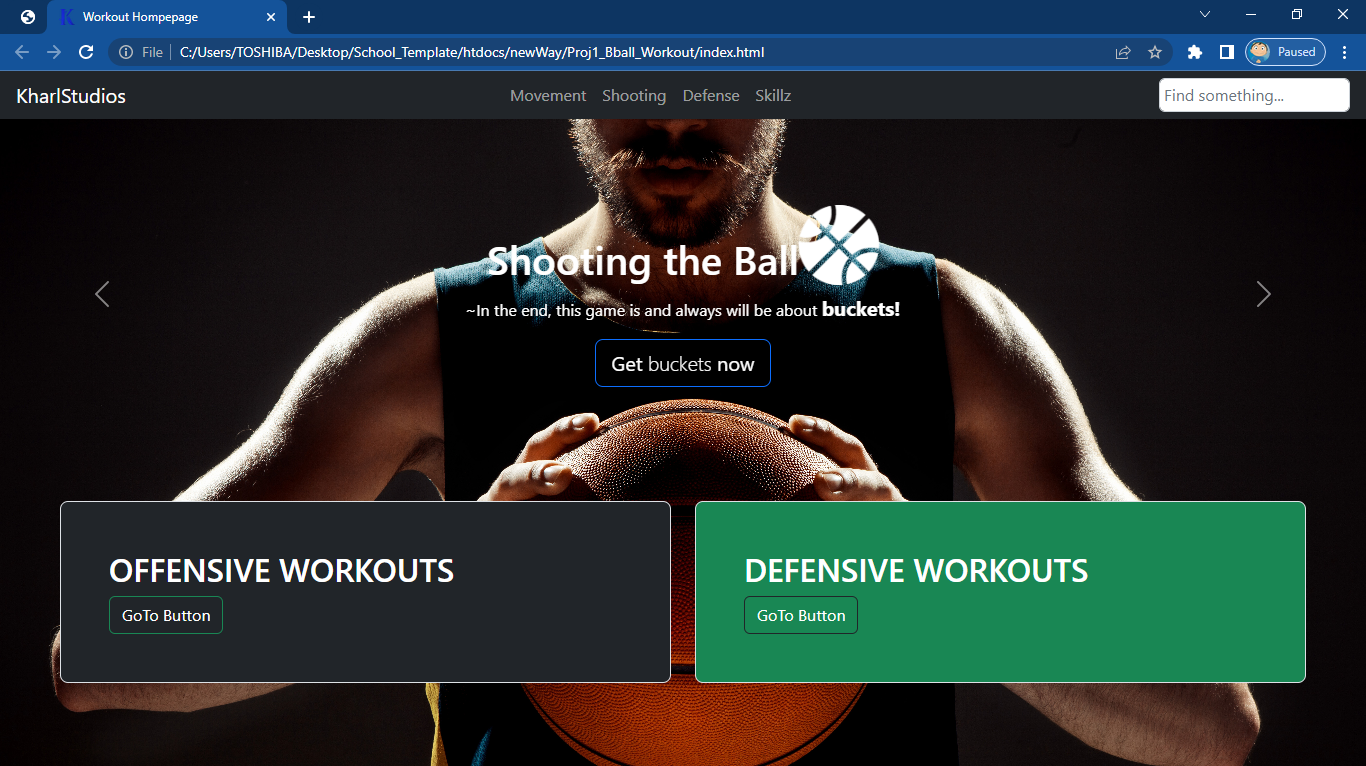 Workout Hompepage
File C:/Users/TOSHIBA/Desktop/School_Template/htdocs/newWay/Proj1_Bball_Workout/index.html Paused
KharlStudios Movement Shooting Defense Skillz Find something...
Shooting the Ball
~In the end, this game is and always will be about buckets!
Get buckets now
OFFENSIVE WORKOUTS
GoTo Button
DEFENSIVE WORKOUTS
GoTo Button